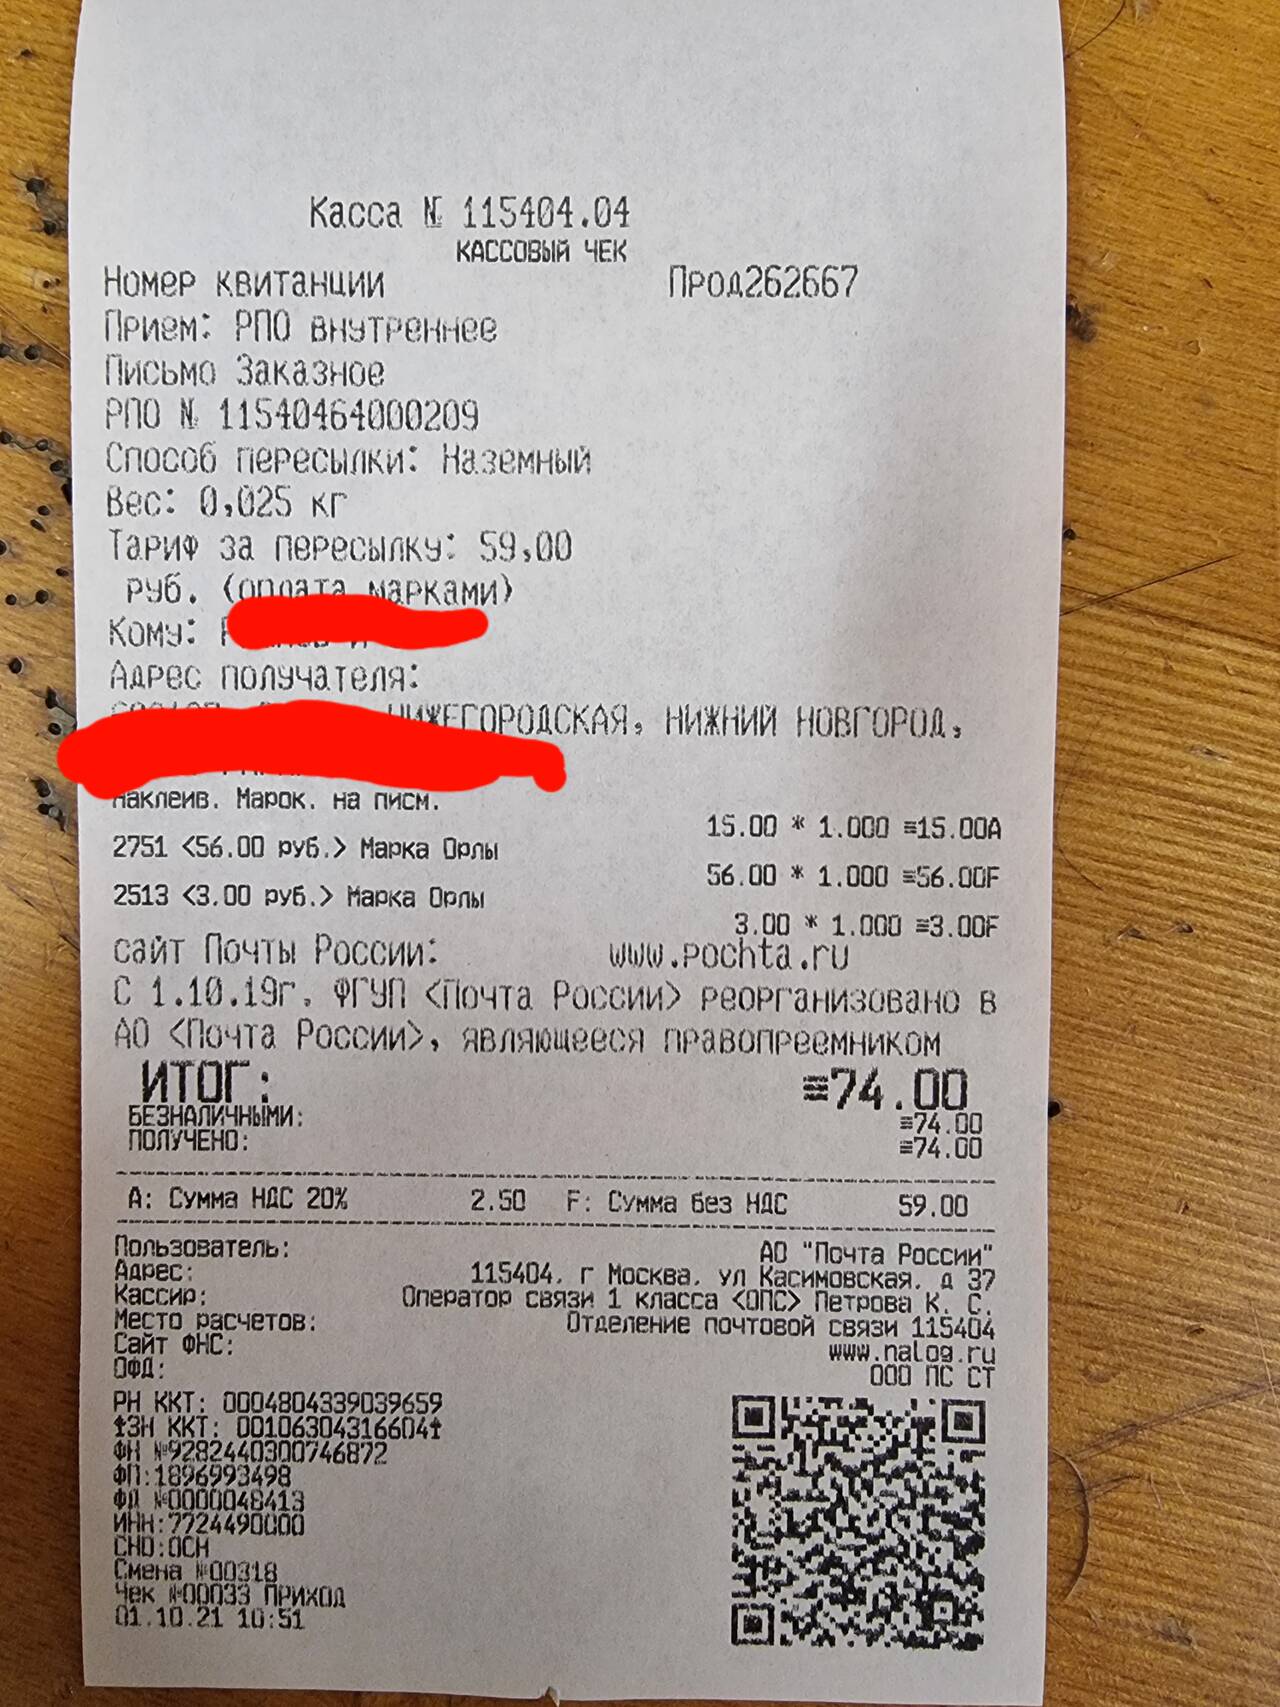 Касса № 115404.04
КАССОВЫЙ ЧЕК
Номер квитанции Прод262667
Прием: РПО внутреннее
Письмо Заказное
РПО № 11540464000209
Способ пересылки: Наземный
Вес: 0,025 кг
Тариф за пересылку: 59,00
руб. (оплата марками)
Кому:
Адрес получателя:
НИЖЕГОРОДСКАЯ, НИЖНИЙ НОВГОРОД,
Наклеив. Марок. на писм.
15.00 * 1.000 ≡15.00А
2751 <56.00 руб.> Марка Орлы
56.00 * 1.000 ≡56.00F
2513 <3.00 руб.> Марка Орлы
3.00 * 1.000 ≡3.00F
сайт Почты России: www.pochta.ru
С 1.10.19г. ФГУП <Почта России> реорганизовано в
АО <Почта России>, являющееся правопреемником
ИТОГ: ≡74.00
БЕЗНАЛИЧНЫМИ: ≡74.00
ПОЛУЧЕНО: ≡74.00
А: Сумма НДС 20% 2.50 F: Сумма без НДС 59.00
Пользователь: АО "Почта России"
Адрес: 115404, г Москва, ул Касимовская, д 37
Кассир: Оператор связи 1 класса <ОПС> Петрова К. С.
Место расчетов: Отделение почтовой связи 115404
Сайт ФНС: www.nalog.ru
ОФД: ООО ПС СТ
РН ККТ: 0004804339039659
ЗН ККТ: 00106304316604
ФН №9282440300746872
ФП:1896993498
ФД №0000048413
ИНН:7724490000
СНО:ОСН
Смена №00318
Чек №00033 ПРИХОД
01.10.21 10:51